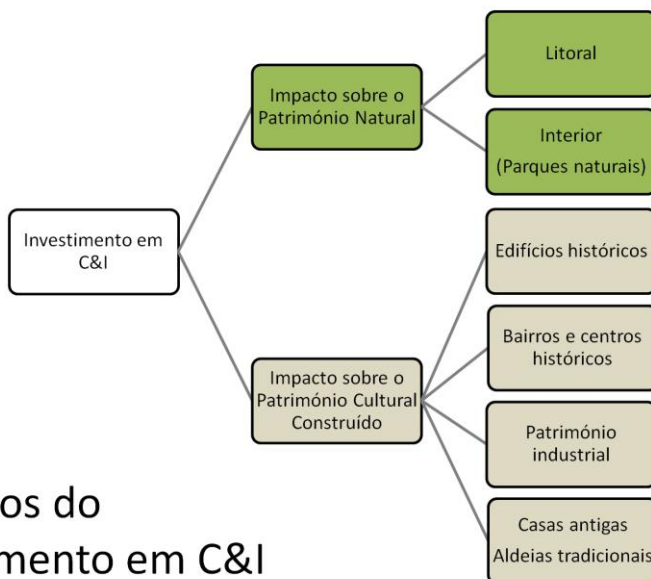 Litoral
Impacto sobre o
Património Natural
Interior
(Parques naturais)
Investimento em
C&I
Edifícios históricos
Bairros e centros
históricos
Impacto sobre o
Património Cultural
Construído
Património
industrial
Casas antigas
Aldeias tradicionais
os do
mento em C&I